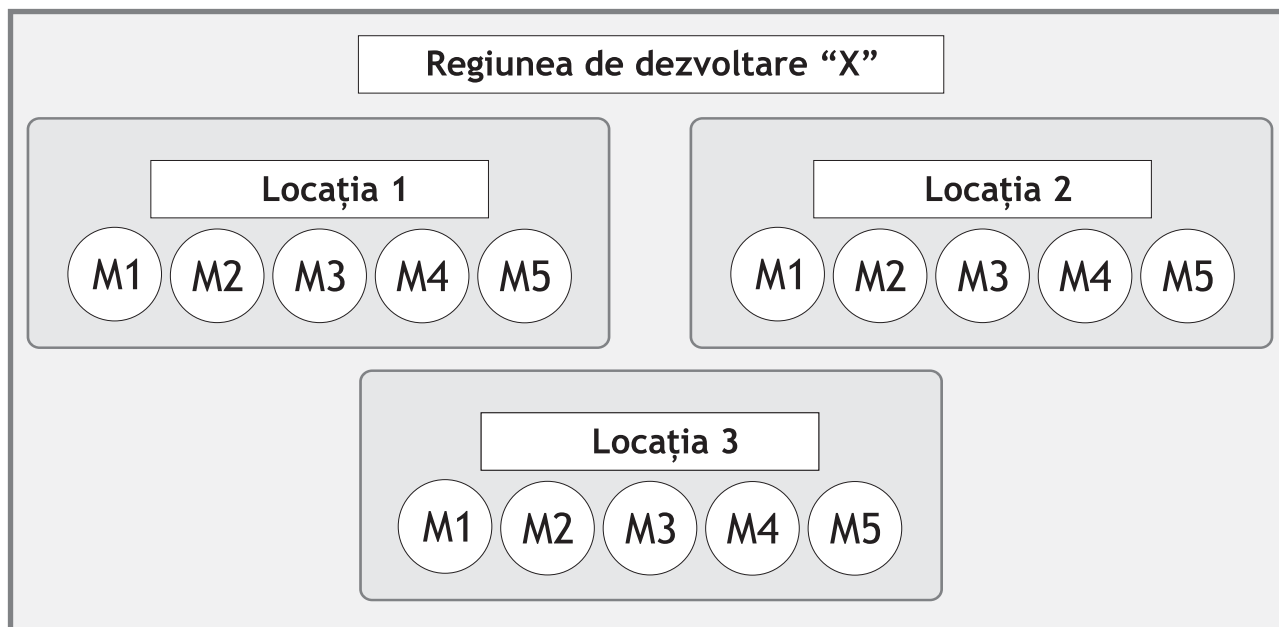 Regiunea de dezvoltare “X”
Locația 1
M1 M2 M3 M4 M5
Locația 2
M1 M2 M3 M4 M5
Locația 3
M1 M2 M3 M4 M5